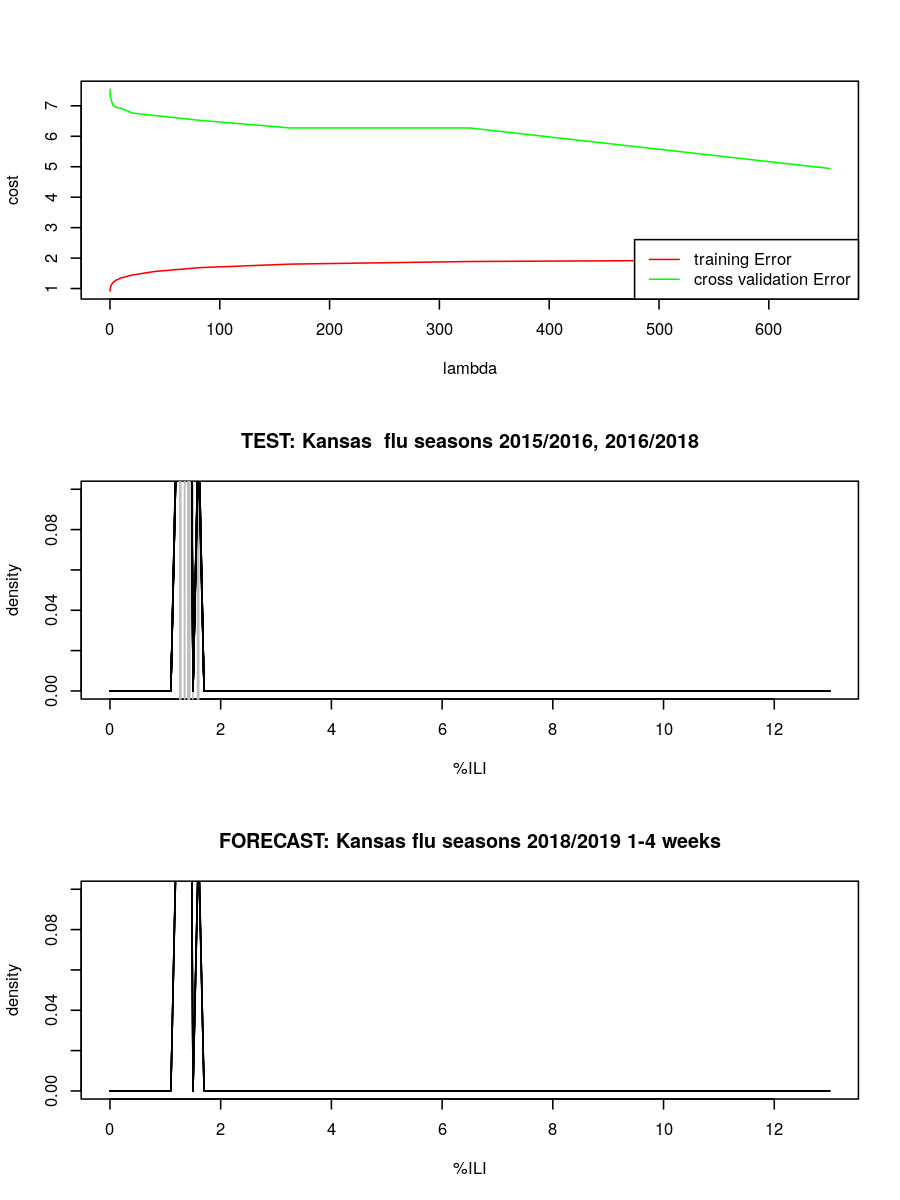 cost
7
6
5
4
3
2
1
training Error
cross validation Error
0 100 200 300 400 500 600
lambda
TEST: Kansas  flu seasons 2015/2016, 2016/2018
density
0.08
0.04
0.00
0 2 4 6 8 10 12
%ILI
FORECAST: Kansas flu seasons 2018/2019 1-4 weeks
density
0.08
0.04
0.00
0 2 4 6 8 10 12
%ILI